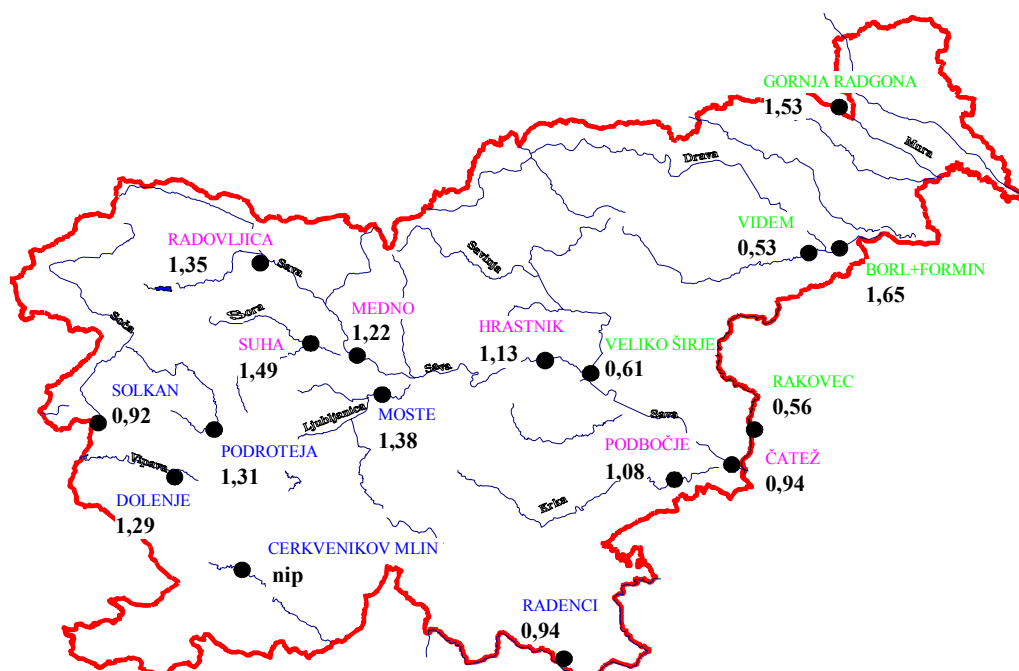 GORNJA RADGONA
1,53
Mura
Drava
VIDEM
0,53
BORL+FORMIN
1,65
RADOVLJICA
1,35
Sava
Savinja
Sora
Soča
MEDNO
1,22
SUHA
1,49
HRASTNIK
1,13
VELIKO ŠIRJE
0,61
Sava
SOLKAN
0,92
Ljubljanica
MOSTE
1,38
RAKOVEC
0,56
Sava
PODROTEJA
1,31
PODBOČJE
1,08
ČATEŽ
0,94
Vipava
DOLENJE
1,29
Krka
CERKVENIKOV MLIN
nip
RADENCI
0,94